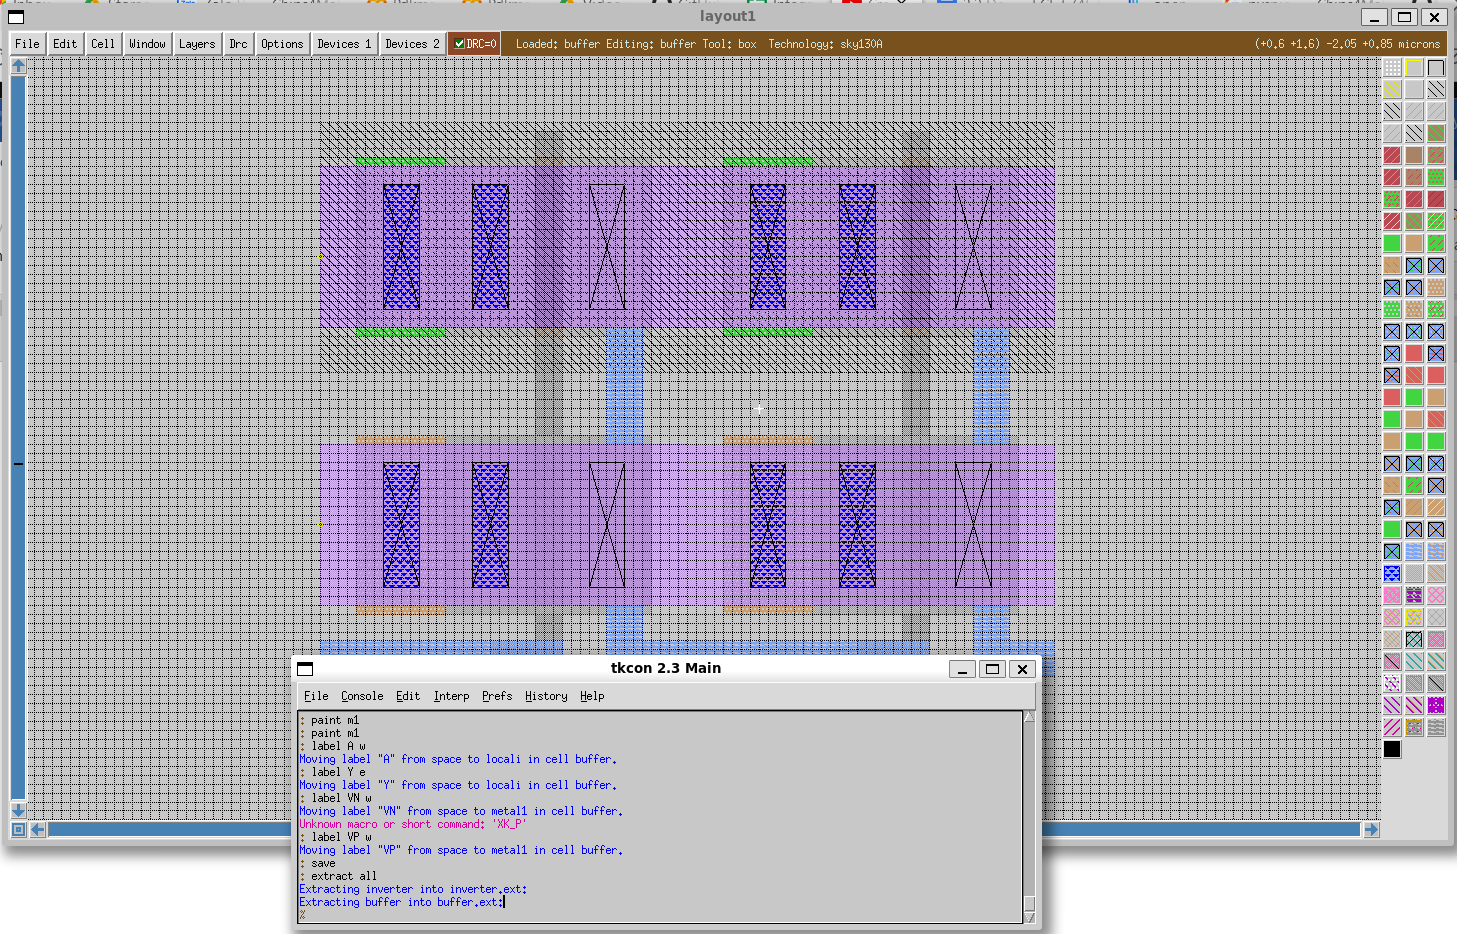 layout1
File Edit Cell Window Layers Drc Options Devices 1 Devices 2 DRC=0 Loaded: buffer Editing: buffer Tool: box Technology: sky130A (+0.6 +1.6) -2.05 +0.85 microns
tkcon 2.3 Main
File Console Edit Interp Prefs History Help
: paint m1
: paint m1
: label A w
Moving label "A" from space to locali in cell buffer.
: label Y e
Moving label "Y" from space to locali in cell buffer.
: label VN w
Moving label "VN" from space to metal1 in cell buffer.
Unknown macro or short command: 'XK_P'
: label VP w
Moving label "VP" from space to metal1 in cell buffer.
: save
: extract all
Extracting inverter into inverter.ext:
Extracting buffer into buffer.ext:
%